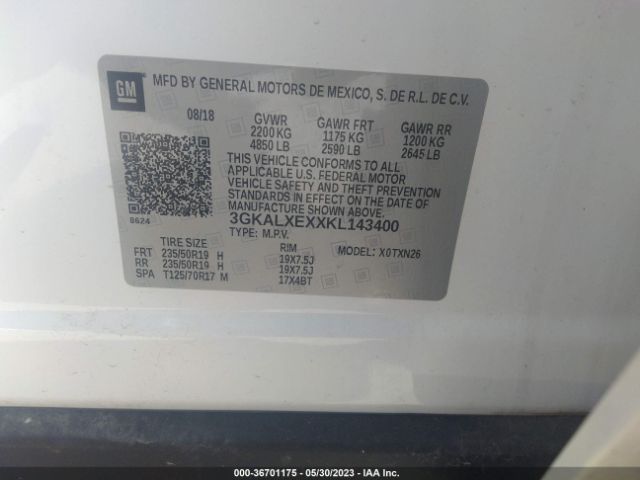 GM
MFD BY GENERAL MOTORS DE MEXICO, S. DE R.L. DE C.V.
08/18 GVWR GAWR FRT GAWR RR
2200 KG 1175 KG 1200 KG
4850 LB 2590 LB 2645 LB
THIS VEHICLE CONFORMS TO ALL
APPLICABLE U.S. FEDERAL MOTOR
VEHICLE SAFETY AND THEFT PREVENTION
STANDARDS IN EFFECT ON THE DATE OF
MANUFACTURE SHOWN ABOVE.
8624 3GKALXEXXKL143400
TYPE: M.P.V.
TIRE SIZE RIM MODEL: X0TXN26
FRT 235/50R19 H 19X7.5J
RR 235/50R19 H 19X7.5J
SPA T125/70R17 M 17X4BT
000-36701175 - 05/30/2023 - IAA Inc.